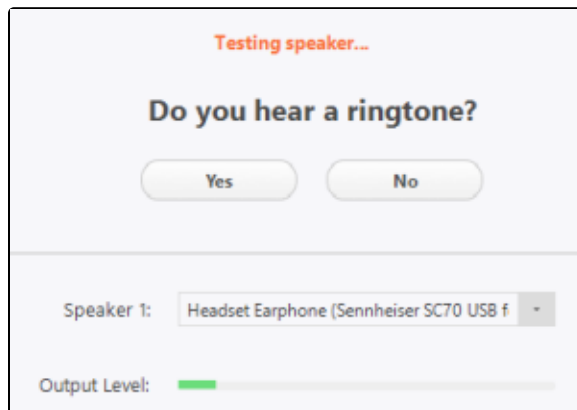 Testing speaker...
Do you hear a ringtone?
Yes No
Speaker 1: Headset Earphone (Sennheiser SC70 USB f
Output Level: